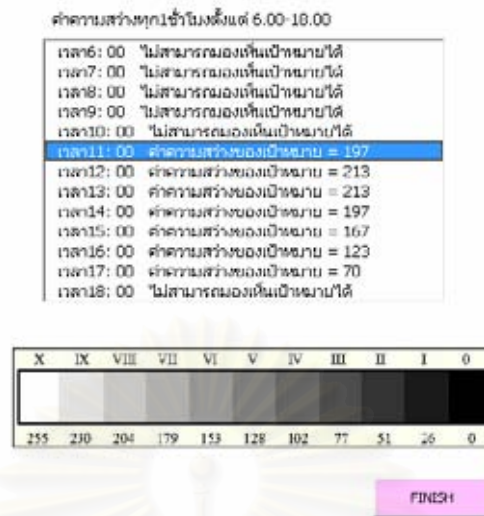 ค่าความสว่างทุก1ชั่วโมงตั้งแต่ 6.00-18.00
เวลา6: 00 ไม่สามารถมองเห็นเป้าหมายได้
เวลา7: 00 ไม่สามารถมองเห็นเป้าหมายได้
เวลา8: 00 ไม่สามารถมองเห็นเป้าหมายได้
เวลา9: 00 ไม่สามารถมองเห็นเป้าหมายได้
เวลา10: 00 ไม่สามารถมองเห็นเป้าหมายได้
เวลา11: 00 ค่าความสว่างของเป้าหมาย = 197
เวลา12: 00 ค่าความสว่างของเป้าหมาย = 213
เวลา13: 00 ค่าความสว่างของเป้าหมาย = 213
เวลา14: 00 ค่าความสว่างของเป้าหมาย = 197
เวลา15: 00 ค่าความสว่างของเป้าหมาย = 167
เวลา16: 00 ค่าความสว่างของเป้าหมาย = 123
เวลา17: 00 ค่าความสว่างของเป้าหมาย = 70
เวลา18: 00 ไม่สามารถมองเห็นเป้าหมายได้
X IX VIII VII VI V IV III II I 0
255 230 204 179 153 128 102 77 51 26 0
FINISH